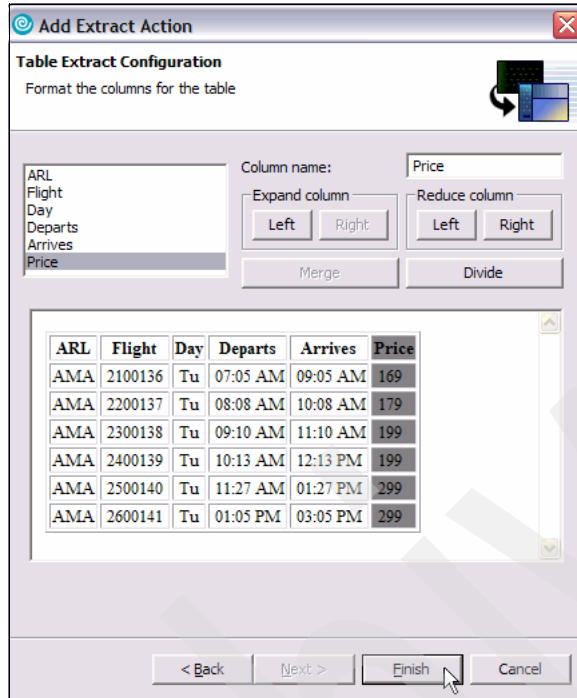 Add Extract Action
Table Extract Configuration
Format the columns for the table
ARL
Flight
Day
Departs
Arrives
Price
Column name:
Price
Expand column
Left Right
Reduce column
Left Right
Merge
Divide
ARL Flight Day Departs Arrives Price
AMA 2100136 Tu 07:05 AM 09:05 AM 169
AMA 2200137 Tu 08:08 AM 10:08 AM 179
AMA 2300138 Tu 09:10 AM 11:10 AM 199
AMA 2400139 Tu 10:13 AM 12:13 PM 199
AMA 2500140 Tu 11:27 AM 01:27 PM 299
AMA 2600141 Tu 01:05 PM 03:05 PM 299
< Back Next > Finish Cancel